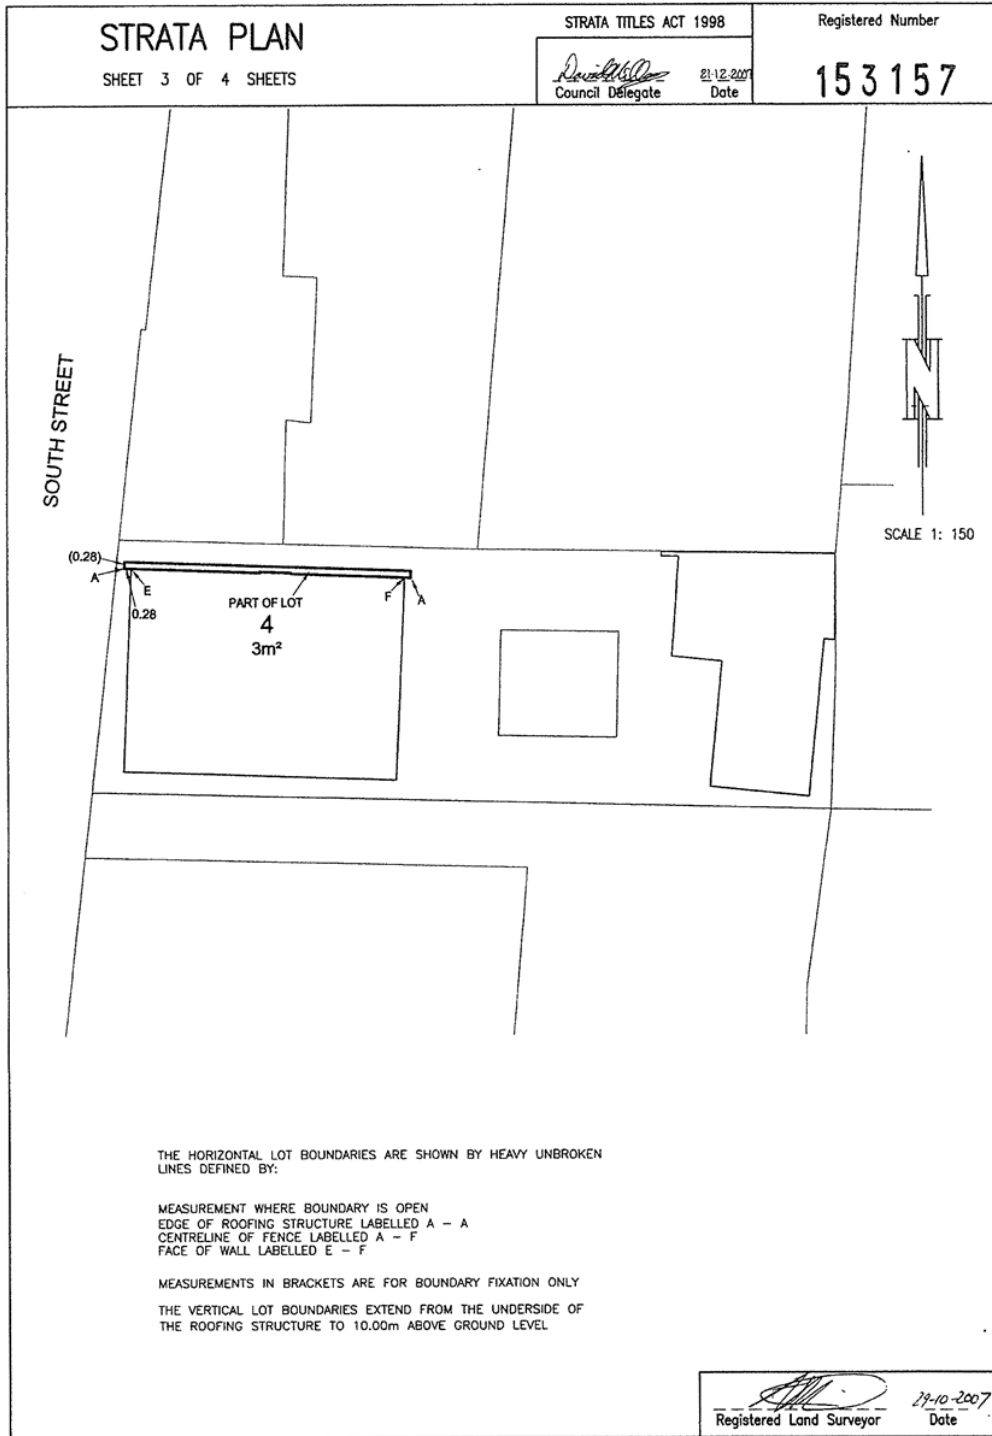 STRATA PLAN
SHEET 3 OF 4 SHEETS
STRATA TITLES ACT 1998
21-12-2007
Council Delegate Date
Registered Number
153157
SOUTH STREET
SCALE 1: 150
(0.28)
A
E
0.28
PART OF LOT
4
3m²
F
A
THE HORIZONTAL LOT BOUNDARIES ARE SHOWN BY HEAVY UNBROKEN
LINES DEFINED BY:
MEASUREMENT WHERE BOUNDARY IS OPEN
EDGE OF ROOFING STRUCTURE LABELLED A – A
CENTRELINE OF FENCE LABELLED A – F
FACE OF WALL LABELLED E – F
MEASUREMENTS IN BRACKETS ARE FOR BOUNDARY FIXATION ONLY
THE VERTICAL LOT BOUNDARIES EXTEND FROM THE UNDERSIDE OF
THE ROOFING STRUCTURE TO 10.00m ABOVE GROUND LEVEL
29-10-2007
Registered Land Surveyor Date